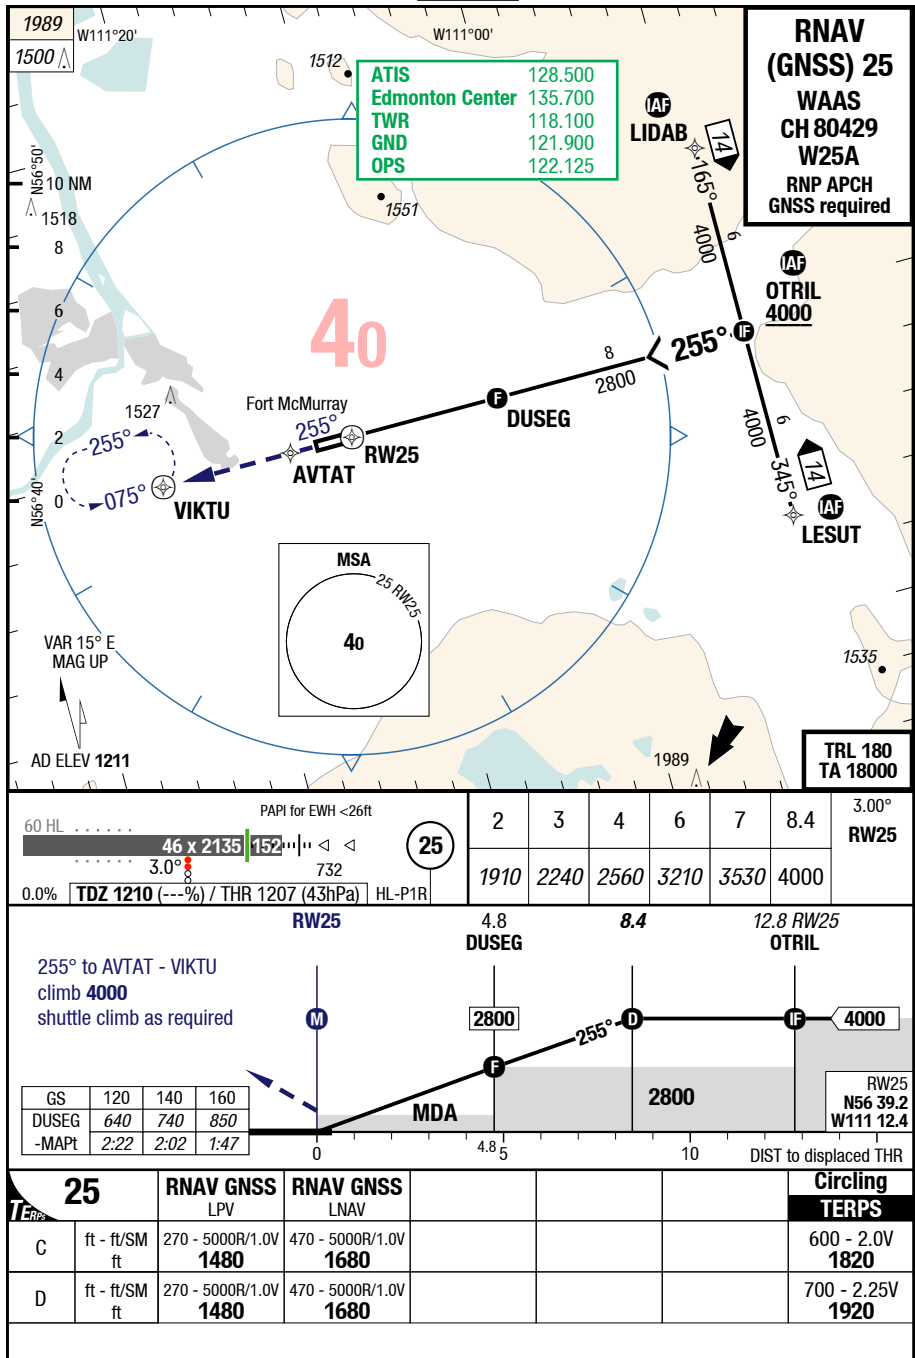 1989
1500
W111°20'
W111°00'
1512
ATIS 128.500
Edmonton Center 135.700
TWR 118.100
GND 121.900
OPS 122.125
RNAV
(GNSS) 25
WAAS
CH 80429
W25A
RNP APCH
GNSS required
IAF
LIDAB
14
165°
6
4000
N56°50'
10 NM
1518
8
6
4
2
0
N56°40'
1551
IAF
OTRIL
4000
IF
255°
40
8
2800
F
DUSEG
1527
Fort McMurray
255°
RW25
AVTAT
255°
075°
VIKTU
6
4000
345°
14
IAF
LESUT
MSA
25 RW25
40
VAR 15° E
MAG UP
AD ELEV 1211
1535
1989
TRL 180
TA 18000
60 HL
PAPI for EWH <26ft
46 x 2135 152
3.0°
732
25
0.0% TDZ 1210 (---%) / THR 1207 (43hPa) HL-P1R
2 3 4 6 7 8.4 3.00°
RW25
1910 2240 2560 3210 3530 4000
RW25
4.8
DUSEG
8.4
12.8 RW25
OTRIL
255° to AVTAT - VIKTU
climb 4000
shuttle climb as required
M
2800
255°
D
IF
4000
F
MDA
2800
RW25
N56 39.2
W111 12.4
GS 120 140 160
DUSEG 640 740 850
-MAPt 2:22 2:02 1:47
0 4.8 5 10 DIST to displaced THR
TERPS
25
RNAV GNSS
LPV
RNAV GNSS
LNAV
Circling
TERPS
C ft - ft/SM 270 - 5000R/1.0V 470 - 5000R/1.0V 600 - 2.0V
ft 1480 1680 1820
D ft - ft/SM 270 - 5000R/1.0V 470 - 5000R/1.0V 700 - 2.25V
ft 1480 1680 1920